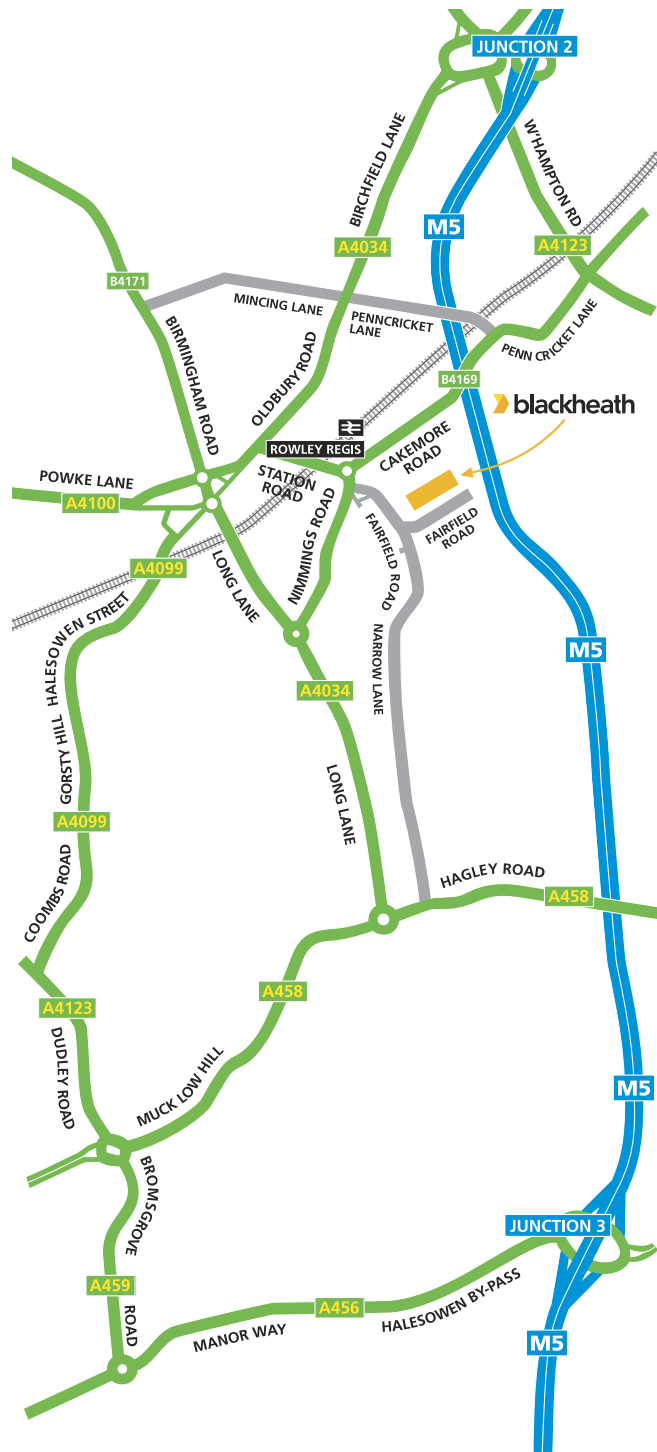 JUNCTION 2
BIRCHFIELD LANE
W'HAMPTON RD
M5
A4034
A4123
B4171
MINCING LANE
PENNCRICKET
LANE
PENN CRICKET LANE
BIRMINGHAM ROAD
OLDBURY ROAD
B4169
blackheath
ROWLEY REGIS
CAKEMORE
ROAD
STATION
ROAD
POWKE LANE
A4100
FAIRFIELD
ROAD
NIMMINGS ROAD
FAIRFIELD ROAD
A4099
LONG LANE
HALESOWEN STREET
NARROW LANE
M5
A4034
GORSTY HILL
LONG LANE
A4099
COOMBS ROAD
HAGLEY ROAD
A458
A458
A4123
DUDLEY ROAD
MUCK LOW HILL
M5
BROMSGROVE
JUNCTION 3
A459
ROAD
A456
HALESOWEN BY-PASS
MANOR WAY
M5